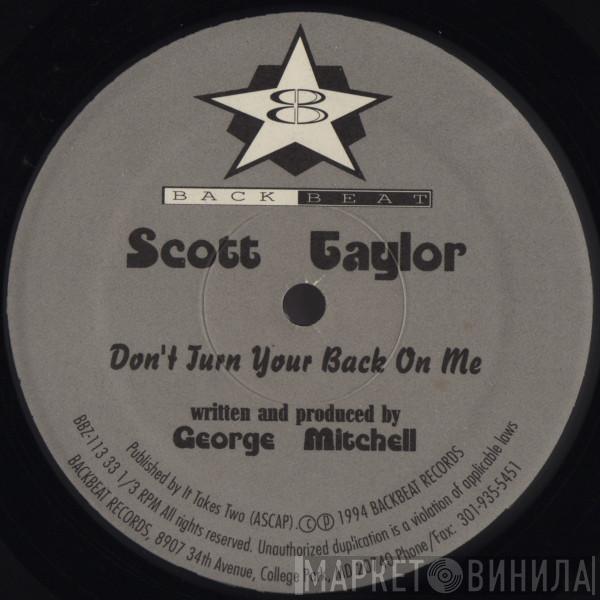 8
BACK BEAT
Scott Taylor
Don't Turn Your Back On Me
written and produced by
George Mitchell
Published by It Takes Two (ASCAP). © ℗ 1994 BACKBEAT RECORDS
BBZ-113 33 1/3 RPM All rights reserved. Unauthorized duplication is a violation of applicable laws
BACKBEAT RECORDS, 8907 34th Avenue, College Park, MD 20740 Phone/Fax: 301-935-5451
МАРКЕТ ВИНИЛА